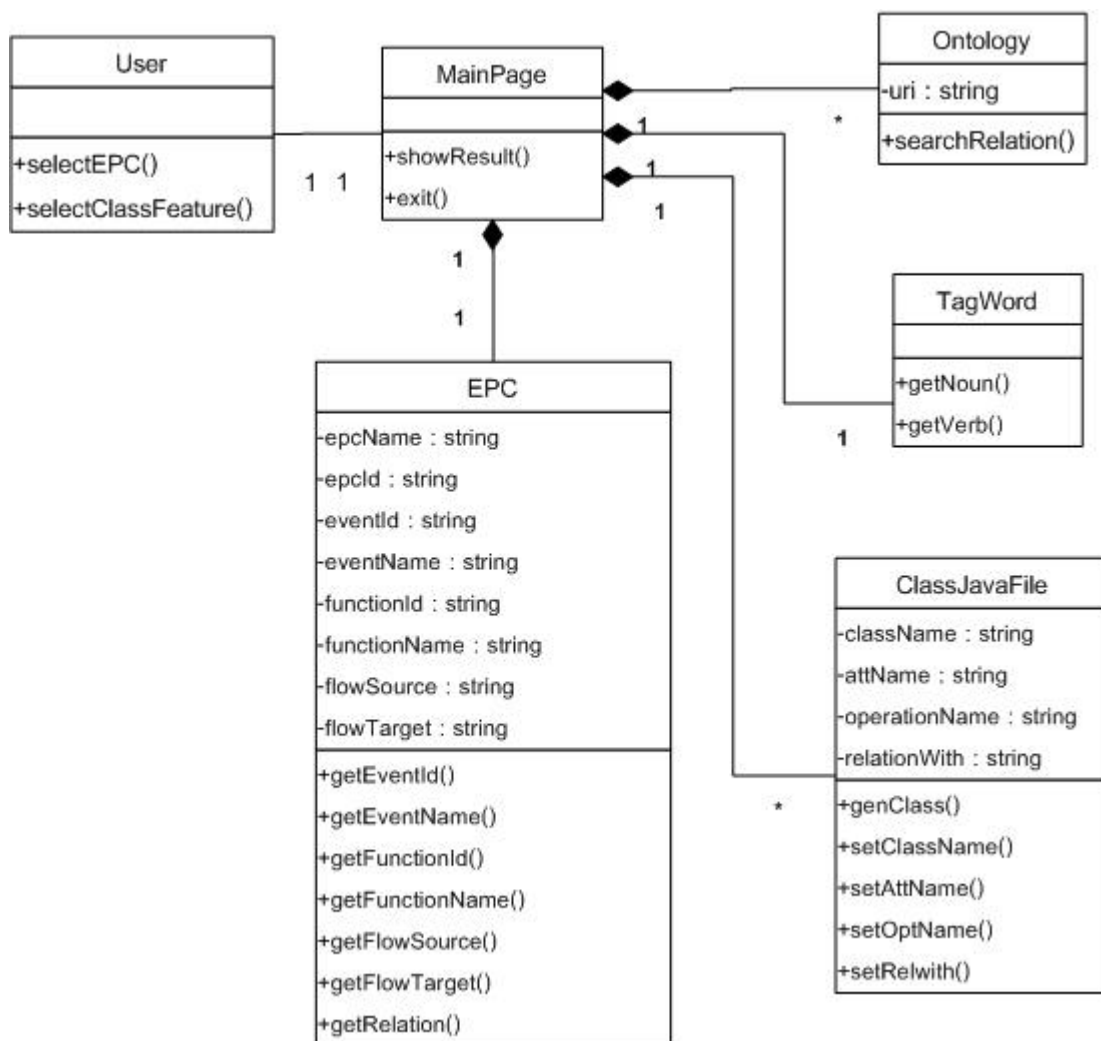 User
+selectEPC()
+selectClassFeature()
1 1
MainPage
+showResult()
+exit()
1
1
1
1
1
Ontology
-uri : string
+searchRelation()
*
TagWord
+getNoun()
+getVerb()
1
EPC
-epcName : string
-epcId : string
-eventId : string
-eventName : string
-functionId : string
-functionName : string
-flowSource : string
-flowTarget : string
+getEventId()
+getEventName()
+getFunctionId()
+getFunctionName()
+getFlowSource()
+getFlowTarget()
+getRelation()
ClassJavaFile
-className : string
-attName : string
-operationName : string
-relationWith : string
+genClass()
+setClassName()
+setAttName()
+setOptName()
+setRelwith()
*